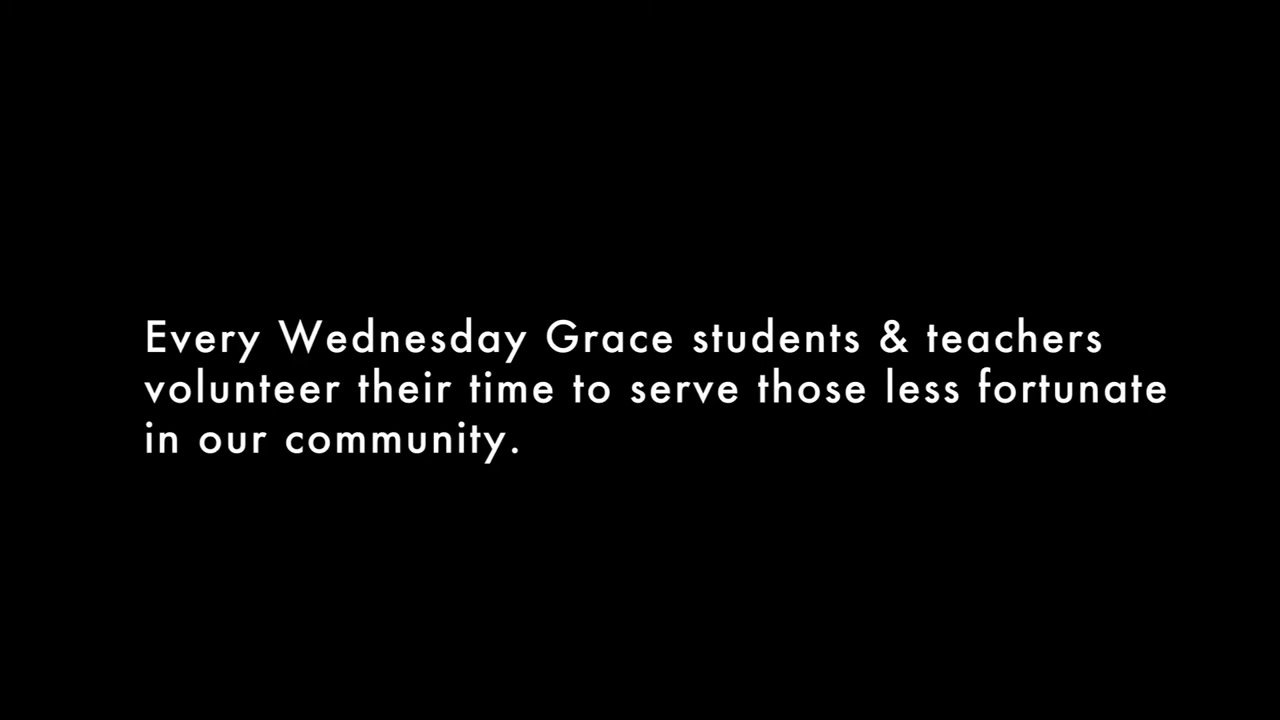 Every Wednesday Grace students & teachers
volunteer their time to serve those less fortunate
in our community.